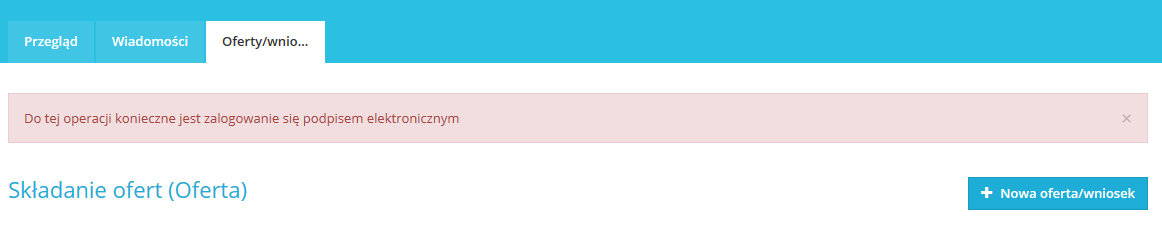 Przegląd Wiadomości Oferty/wnio...
Do tej operacji konieczne jest zalogowanie się podpisem elektronicznym ×
Składanie ofert (Oferta) + Nowa oferta/wniosek